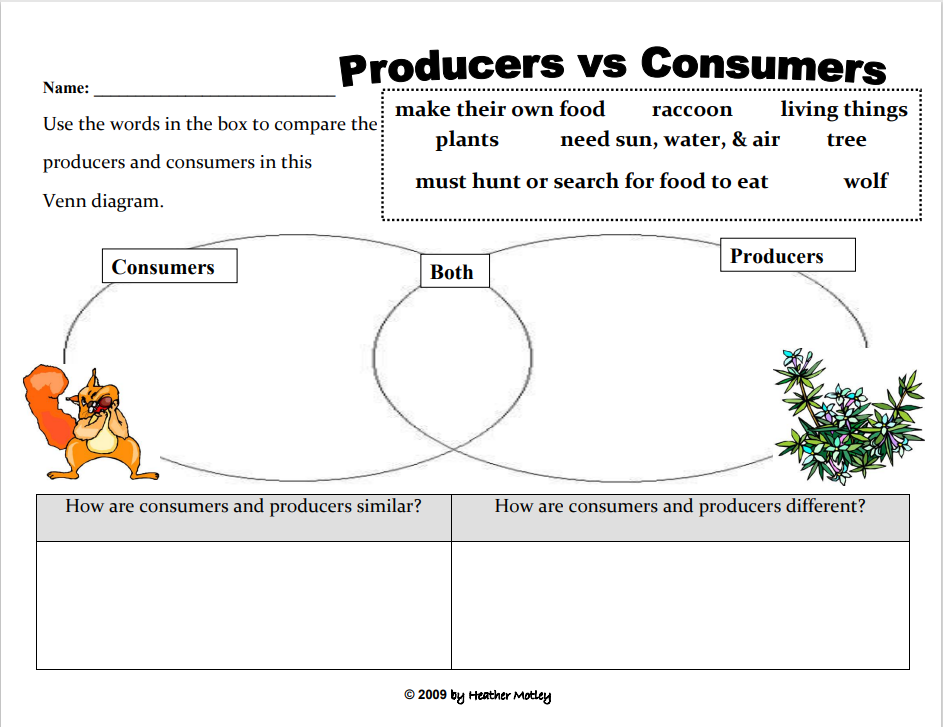 Producers vs Consumers
Name: ___________________________
Use the words in the box to compare the
producers and consumers in this
Venn diagram.
make their own food raccoon living things
plants need sun, water, & air tree
must hunt or search for food to eat wolf
Consumers
Both
Producers
How are consumers and producers similar?
How are consumers and producers different?
© 2009 by Heather Motley